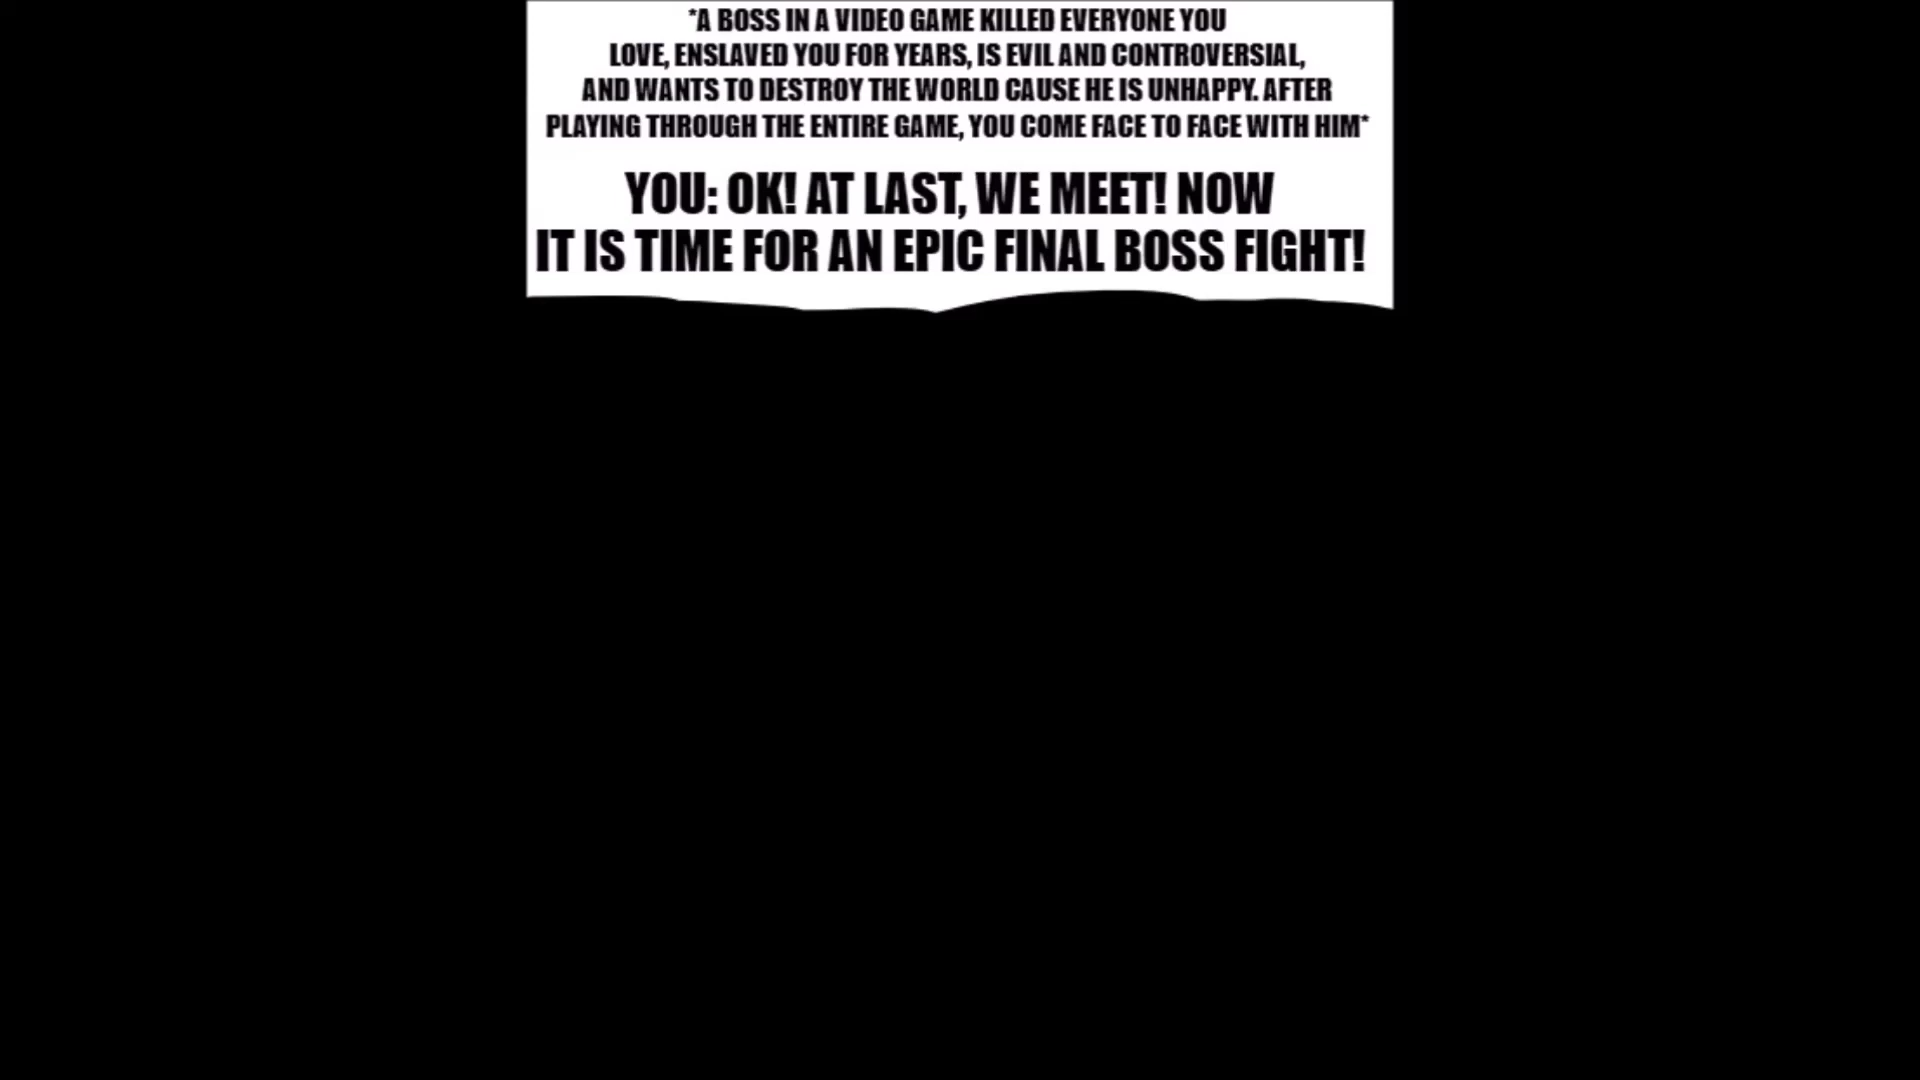 *A BOSS IN A VIDEO GAME KILLED EVERYONE YOU
LOVE, ENSLAVED YOU FOR YEARS, IS EVIL AND CONTROVERSIAL,
AND WANTS TO DESTROY THE WORLD CAUSE HE IS UNHAPPY. AFTER
PLAYING THROUGH THE ENTIRE GAME, YOU COME FACE TO FACE WITH HIM*
YOU: OK! AT LAST, WE MEET! NOW
IT IS TIME FOR AN EPIC FINAL BOSS FIGHT!